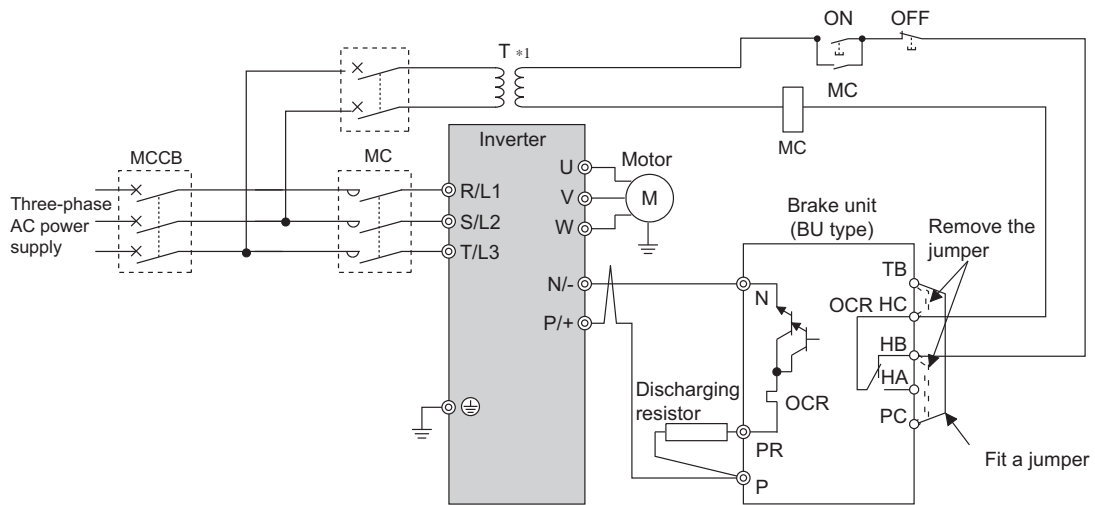 ON
OFF
T *1
MC
MC
MCCB
MC
Inverter
Three-phase
AC power
supply
R/L1
S/L2
T/L3
U
V
W
Motor
M
N/-
P/+
Brake unit
(BU type)
Remove the
jumper
TB
OCR HC
HB
HA
PC
N
OCR
Discharging
resistor
PR
P
Fit a jumper